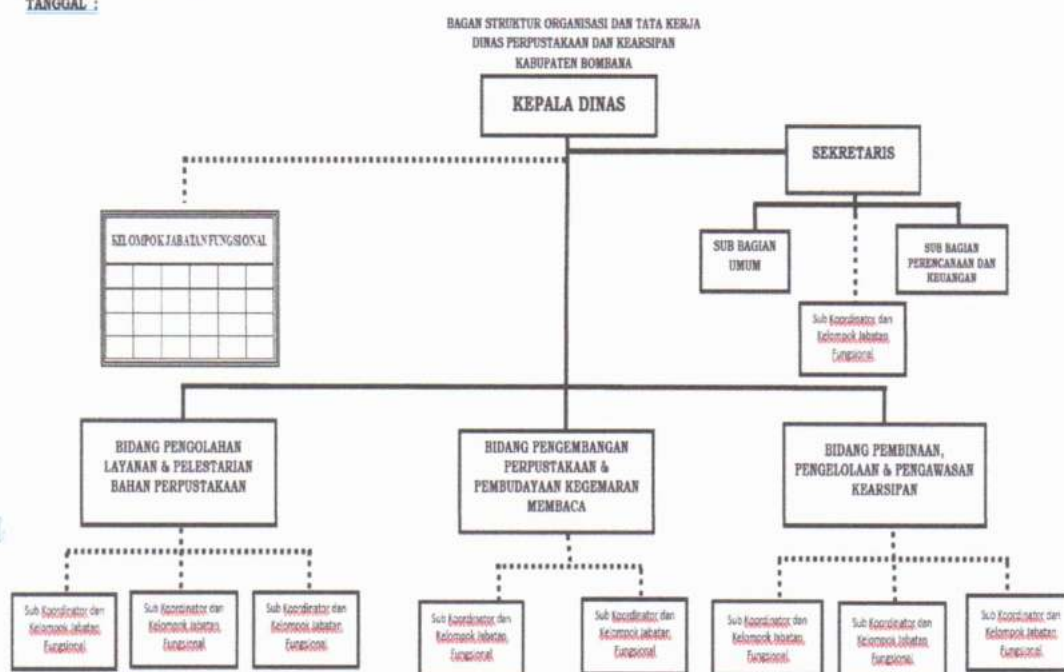 TANGGAL :
BAGAN STRUKTUR ORGANISASI DAN TATA KERJA
DINAS PERPUSTAKAAN DAN KEARSIPAN
KABUPATEN BOMBANA
KEPALA DINAS
SEKRETARIS
KELOMPOK JABATAN FUNGSIONAL
SUB BAGIAN
UMUM
SUB BAGIAN
PERENCANAAN DAN
KEUANGAN
Sub Koordinator dan
Kelompok Jabatan
Fungsional
BIDANG PENGOLAHAN
LAYANAN & PELESTARIAN
BAHAN PERPUSTAKAAN
BIDANG PENGEMBANGAN
PERPUSTAKAAN &
PEMBUDAYAAN KEGEMARAN
MEMBACA
BIDANG PEMBINAAN,
PENGELOLAAN & PENGAWASAN
KEARSIPAN
Sub Koordinator dan
Kelompok Jabatan
Fungsional
Sub Koordinator dan
Kelompok Jabatan
Fungsional
Sub Koordinator dan
Kelompok Jabatan
Fungsional
Sub Koordinator dan
Kelompok Jabatan
Fungsional
Sub Koordinator dan
Kelompok Jabatan
Fungsional
Sub Koordinator dan
Kelompok Jabatan
Fungsional
Sub Koordinator dan
Kelompok Jabatan
Fungsional
Sub Koordinator dan
Kelompok Jabatan
Fungsional